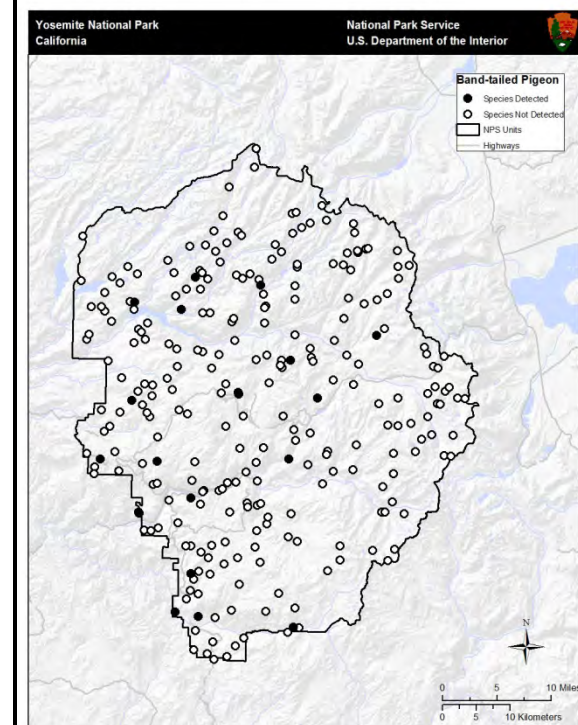 Yosemite National Park
California
National Park Service
U.S. Department of the Interior
Band-tailed Pigeon
Species Detected
Species Not Detected
NPS Units
Highways
N
0 5 10 Miles
0 5 10 Kilometers